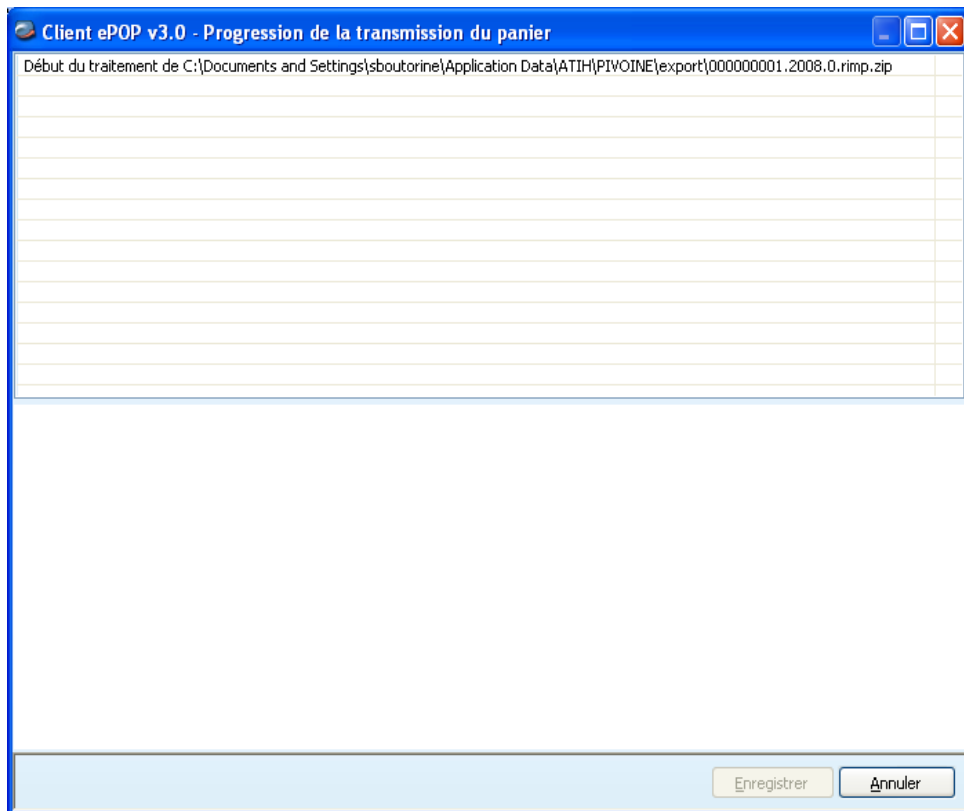 Client ePOP v3.0 - Progression de la transmission du panier
Début du traitement de C:\Documents and Settings\sboutorine\Application Data\ATIH\PIVOINE\export\000000001.2008.0.rimp.zip
Enregistrer
Annuler